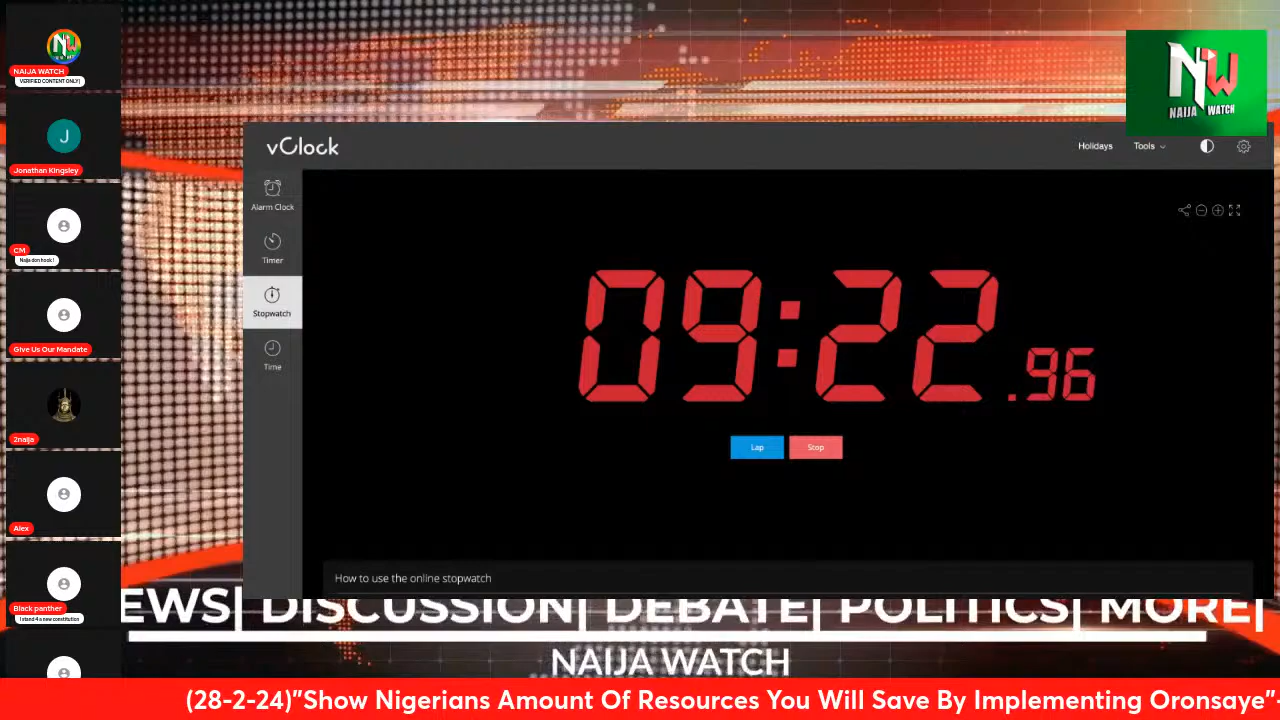 NAIJA WATCH
VERIFIED CONTENT ONLY|
J
Jonathan Kingsley
CM
Naija don hook !
Give Us Our Mandate
2naija
Alex
Black panther
I stand 4 a new constitution
NW
NAIJA WATCH
vClock
Holidays
Tools
Alarm Clock
Timer
Stopwatch
Time
09:22.96
Lap
Stop
How to use the online stopwatch
EWS| DISCUSSION| DEBATE| POLITICS| MORE|
NAIJA WATCH
(28-2-24)"Show Nigerians Amount Of Resources You Will Save By Implementing Oronsaye"